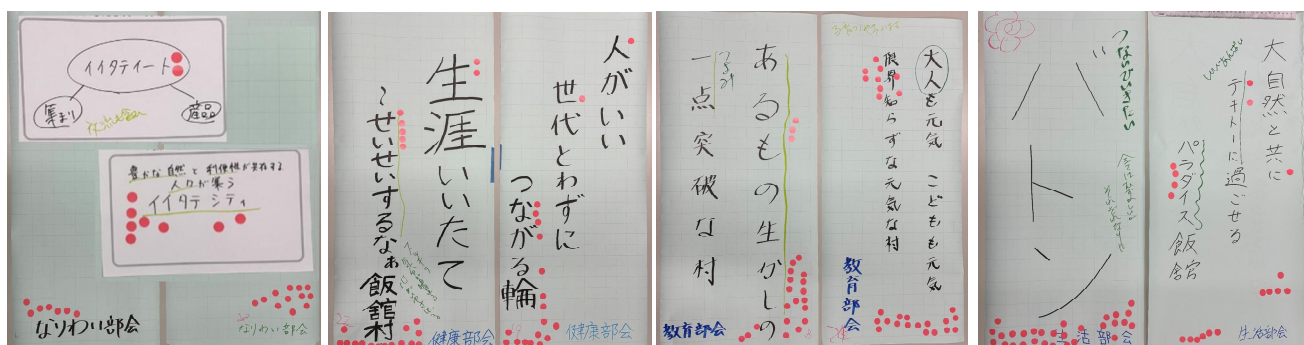 イイタテイート
集まり
産品
豊かな自然と利便性が共存する
人々が集う
イイタテシティ
なりわい部会
なりわい部会
人がいい
世代とわずに
つながる輪
健康部会
生涯いいたて
～せいせいするなぁ飯舘村
健康部会
大人も元気 こどもも元気
限界知らずな元気な村
教育部会
あるもの生かしの
一点突破な村
教育部会
大自然と共に
テキトーに過ごせる
パラダイス飯舘
生活部会
つないでいきたい
バトン
生活部会